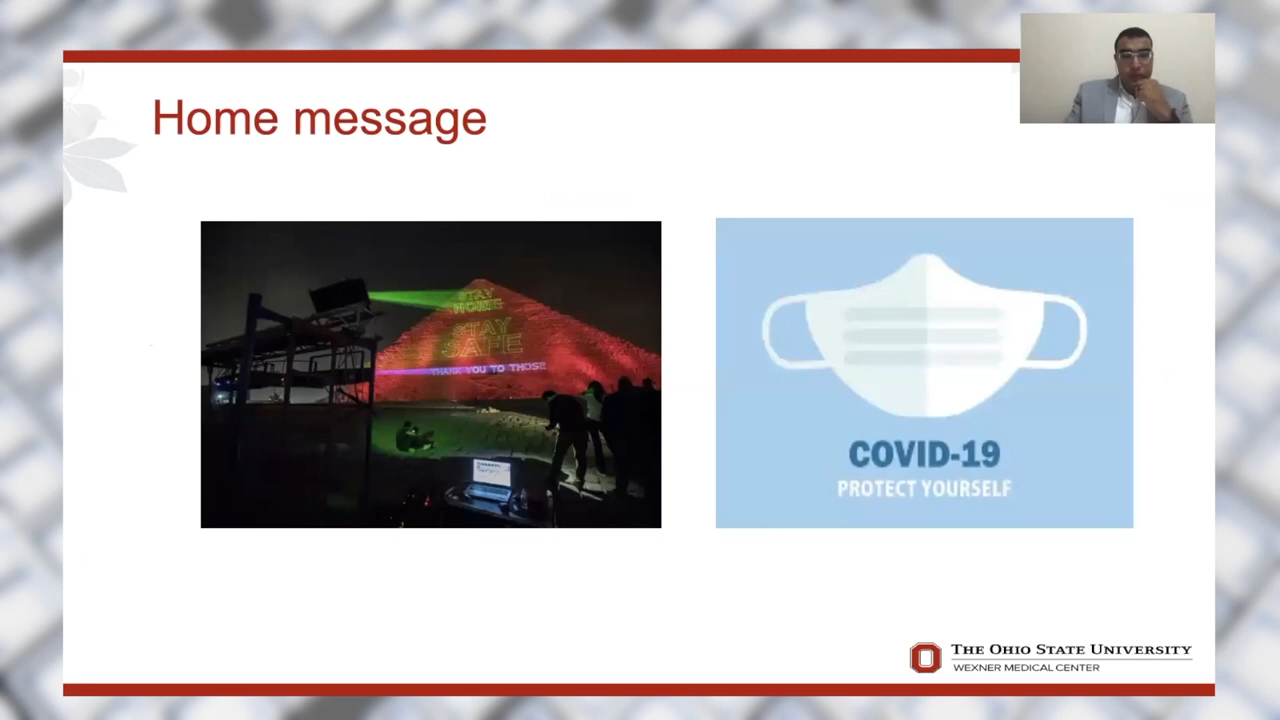 Home message
STAY
HOME
STAY
SAFE
THANK YOU TO THOSE
COVID-19
PROTECT YOURSELF
THE OHIO STATE UNIVERSITY
WEXNER MEDICAL CENTER